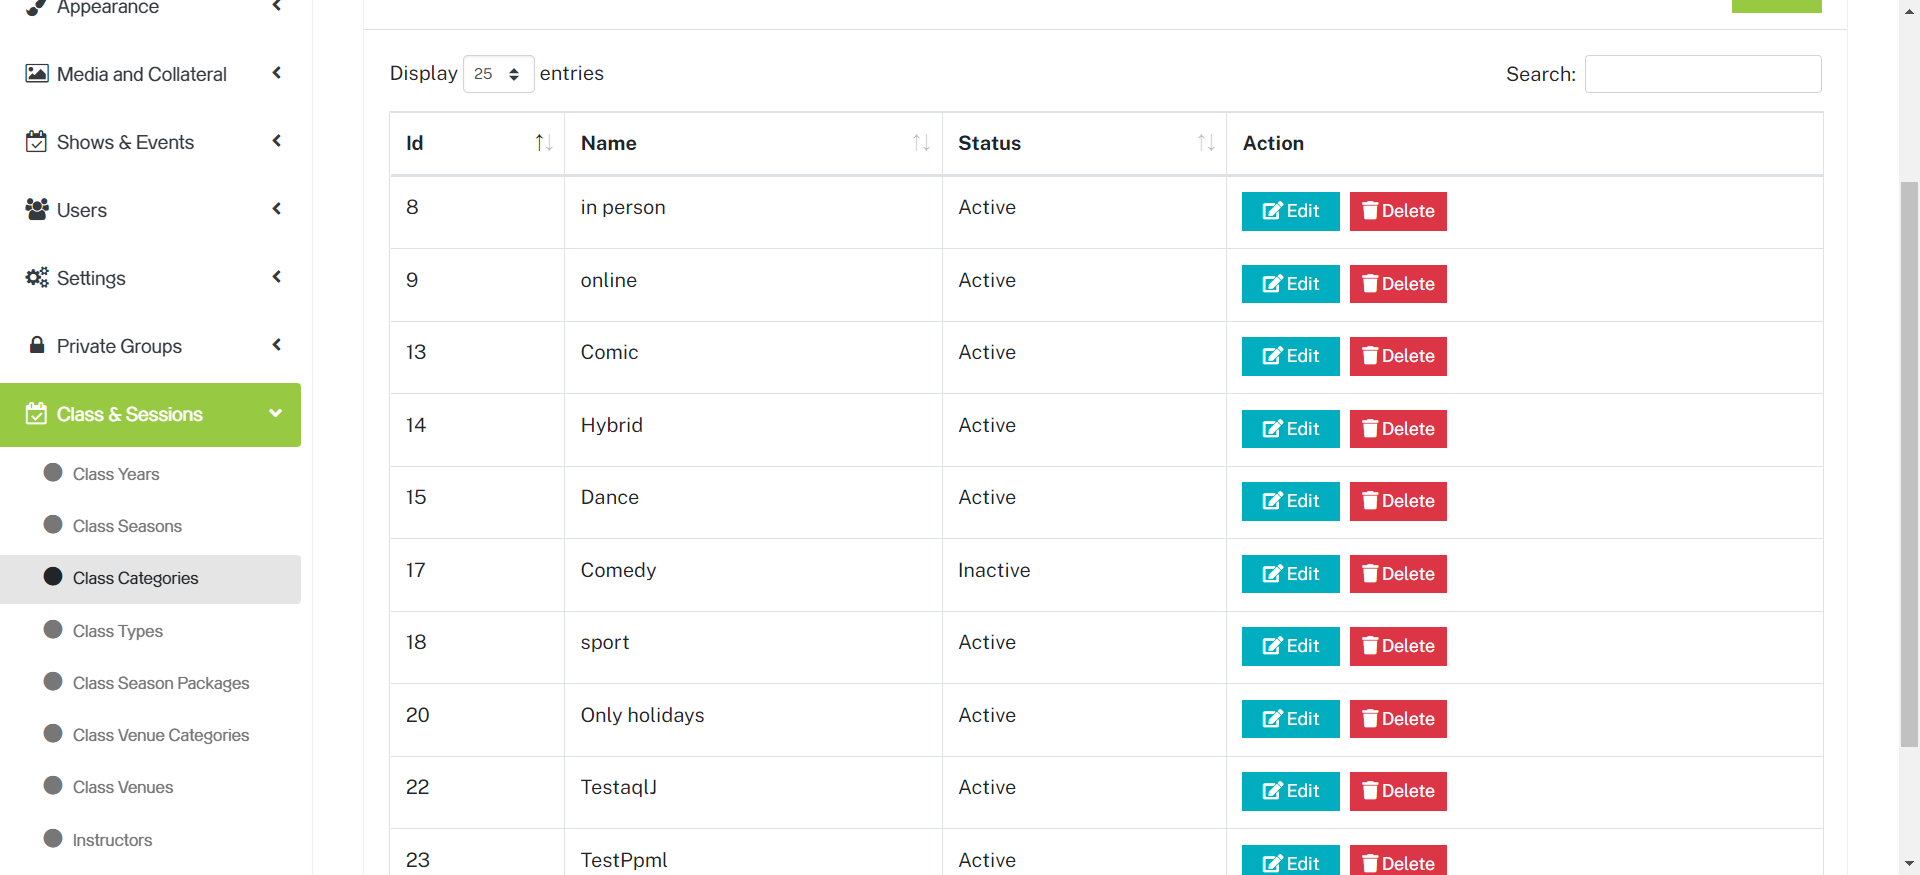 Appearance
Media and Collateral
Shows & Events
Users
Settings
Private Groups
Class & Sessions
Class Years
Class Seasons
Class Categories
Class Types
Class Season Packages
Class Venue Categories
Class Venues
Instructors
Display 25 entries
Search:
Id Name Status Action
8 in person Active Edit Delete
9 online Active Edit Delete
13 Comic Active Edit Delete
14 Hybrid Active Edit Delete
15 Dance Active Edit Delete
17 Comedy Inactive Edit Delete
18 sport Active Edit Delete
20 Only holidays Active Edit Delete
22 TestaqlJ Active Edit Delete
23 TestPpml Active Edit Delete